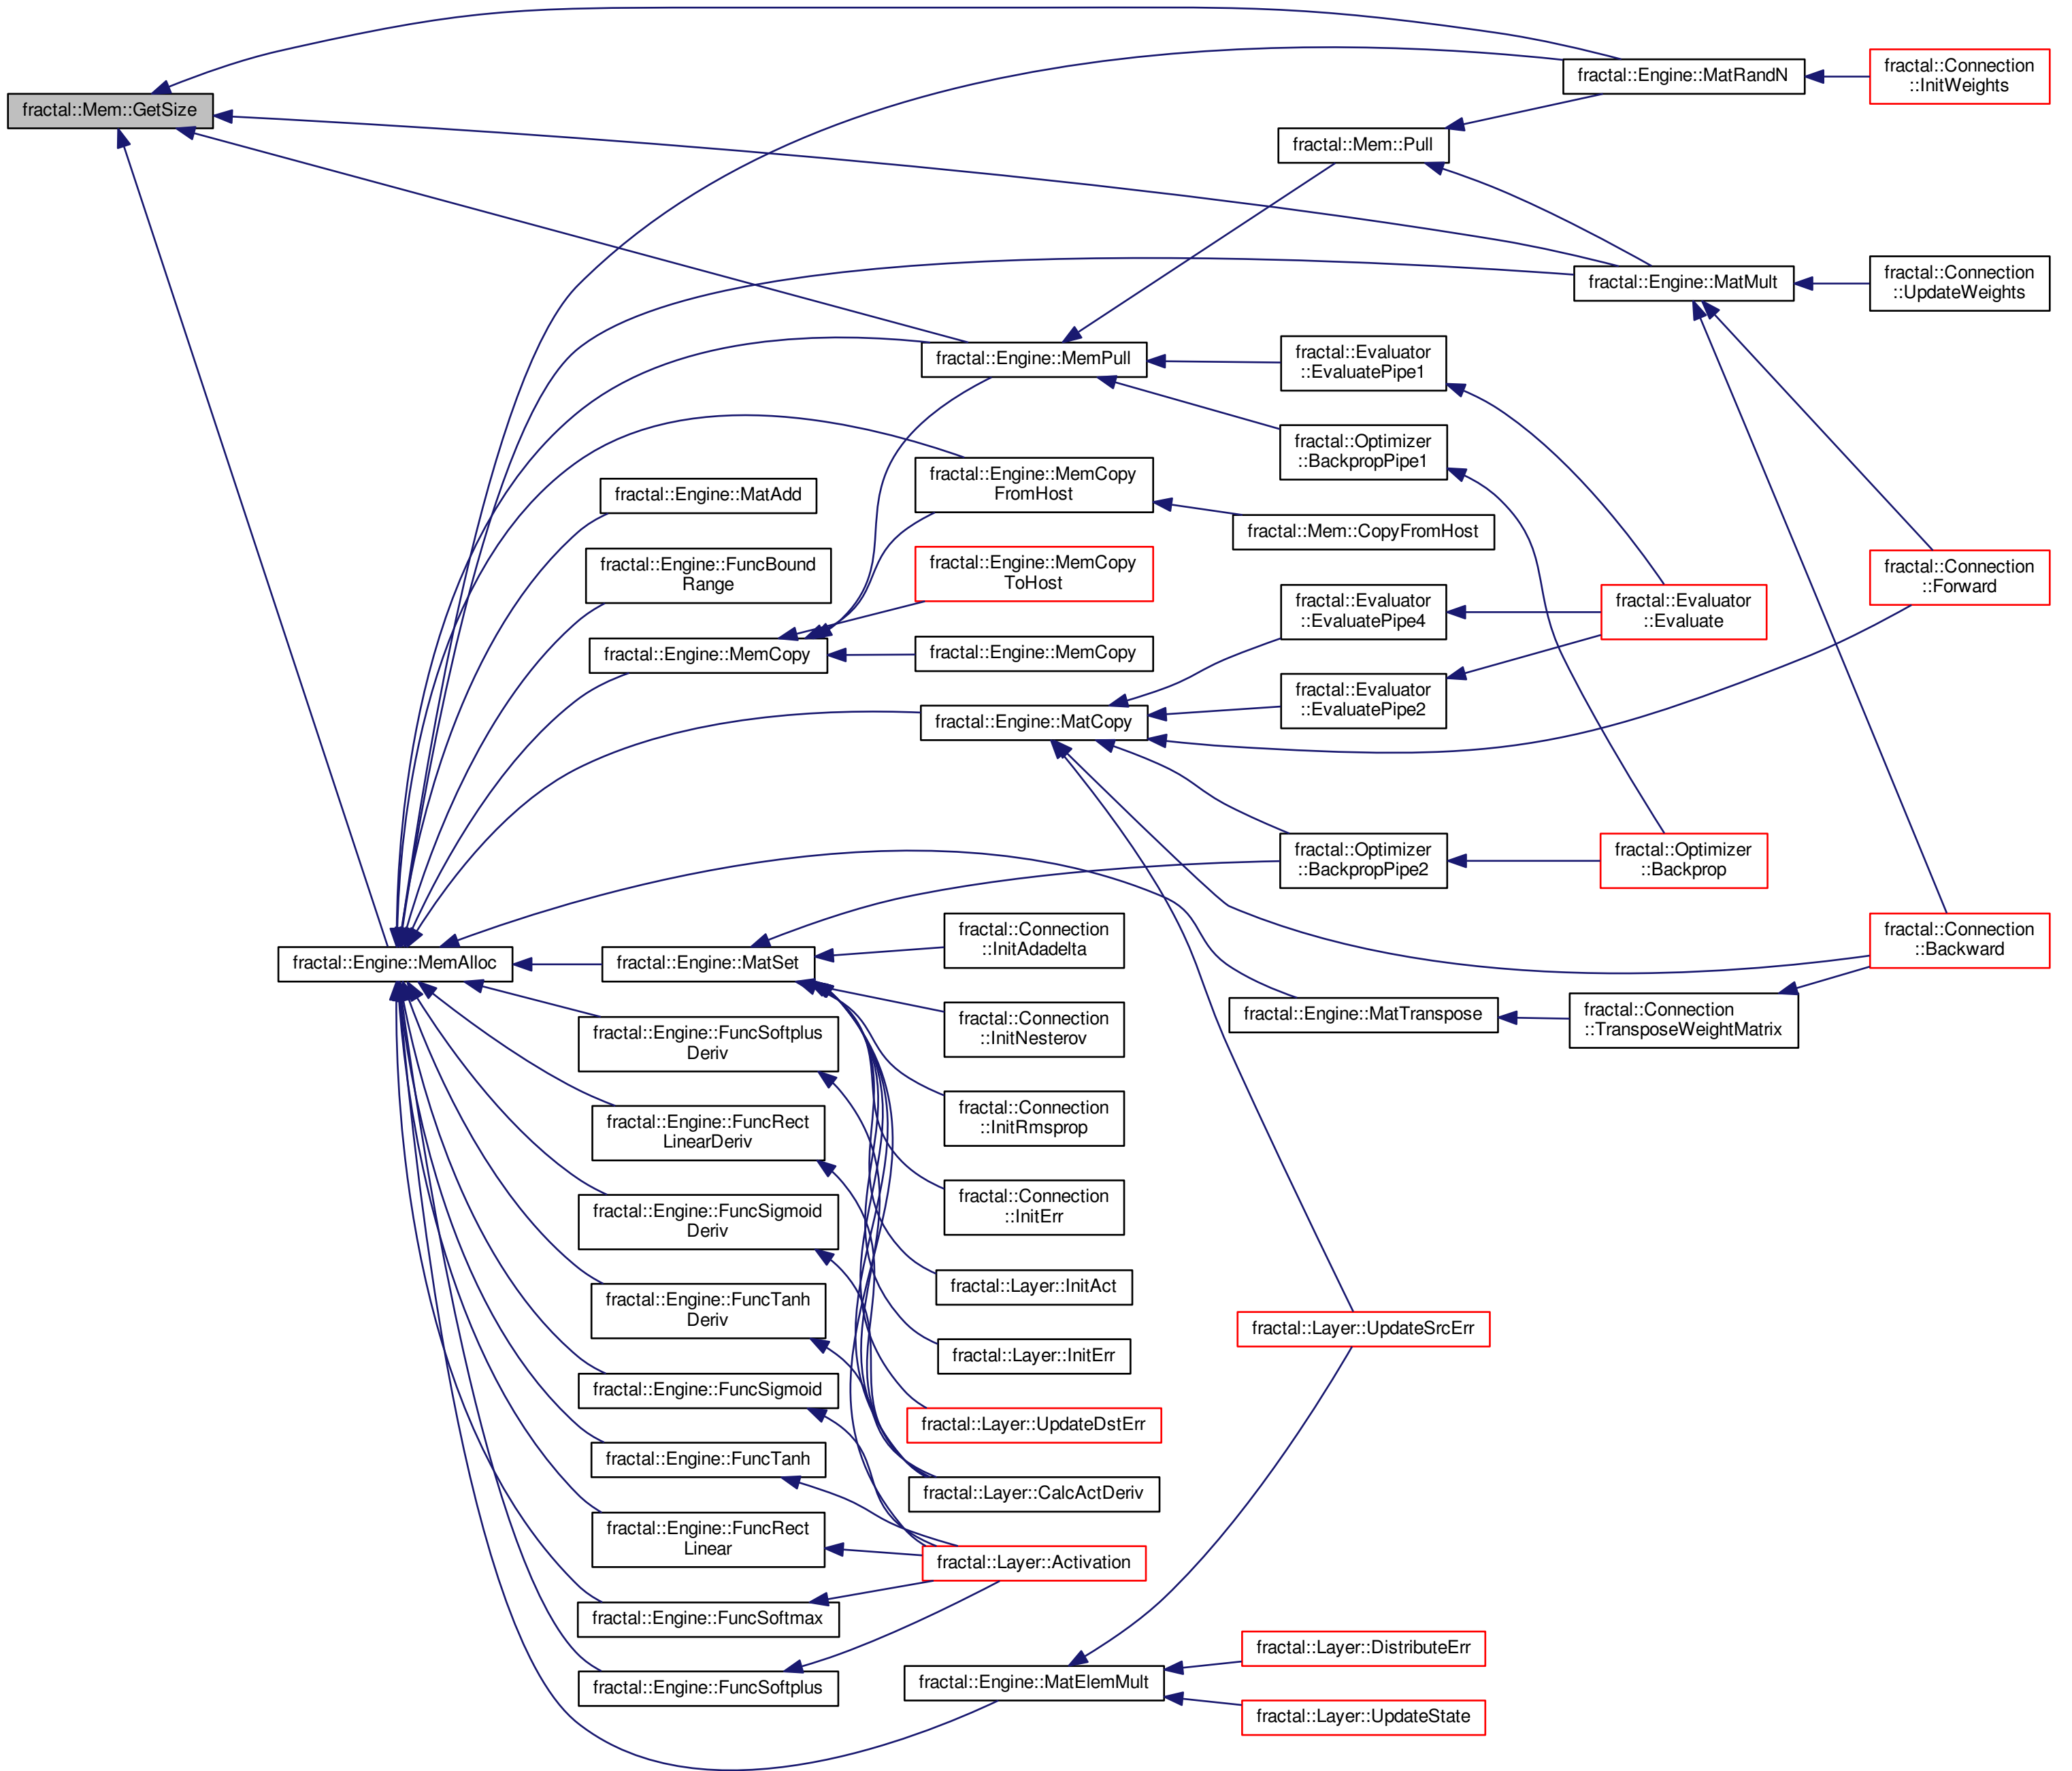 fractal::Mem::GetSize
fractal::Engine::MemAlloc
fractal::Engine::MatAdd
fractal::Engine::FuncBound
Range
fractal::Engine::MemCopy
fractal::Engine::MatSet
fractal::Engine::FuncSoftplus
Deriv
fractal::Engine::FuncRect
LinearDeriv
fractal::Engine::FuncSigmoid
Deriv
fractal::Engine::FuncTanh
Deriv
fractal::Engine::FuncSigmoid
fractal::Engine::FuncTanh
fractal::Engine::FuncRect
Linear
fractal::Engine::FuncSoftmax
fractal::Engine::FuncSoftplus
fractal::Engine::MemPull
fractal::Engine::MemCopy
FromHost
fractal::Engine::MemCopy
ToHost
fractal::Engine::MemCopy
fractal::Engine::MatCopy
fractal::Connection
::InitAdadelta
fractal::Connection
::InitNesterov
fractal::Connection
::InitRmsprop
fractal::Connection
::InitErr
fractal::Layer::InitAct
fractal::Layer::InitErr
fractal::Layer::UpdateDstErr
fractal::Layer::CalcActDeriv
fractal::Layer::Activation
fractal::Engine::MatElemMult
fractal::Mem::Pull
fractal::Evaluator
::EvaluatePipe1
fractal::Optimizer
::BackpropPipe1
fractal::Mem::CopyFromHost
fractal::Evaluator
::EvaluatePipe4
fractal::Evaluator
::EvaluatePipe2
fractal::Optimizer
::BackpropPipe2
fractal::Engine::MatTranspose
fractal::Layer::UpdateSrcErr
fractal::Layer::DistributeErr
fractal::Layer::UpdateState
fractal::Engine::MatRandN
fractal::Engine::MatMult
fractal::Evaluator
::Evaluate
fractal::Optimizer
::Backprop
fractal::Connection
::TransposeWeightMatrix
fractal::Connection
::InitWeights
fractal::Connection
::UpdateWeights
fractal::Connection
::Forward
fractal::Connection
::Backward